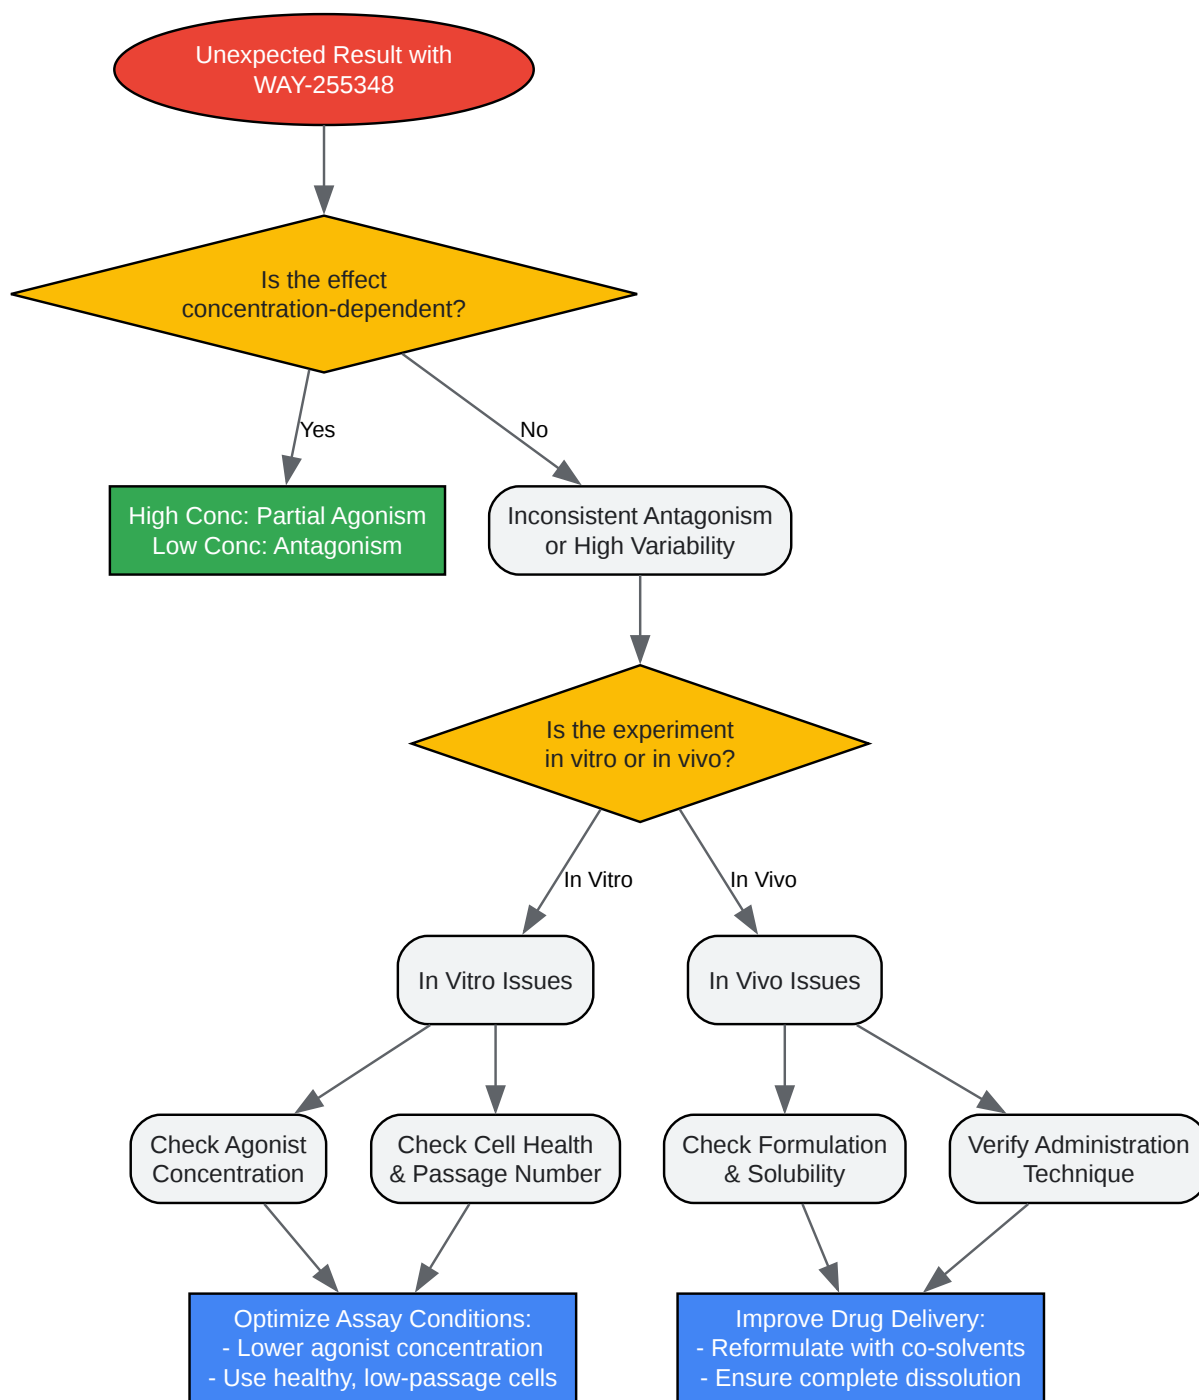 Unexpected Result with
WAY-255348
Is the effect
concentration-dependent?
Yes
No
High Conc: Partial Agonism
Low Conc: Antagonism
Inconsistent Antagonism
or High Variability
Is the experiment
in vitro or in vivo?
In Vitro
In Vivo
In Vitro Issues
In Vivo Issues
Check Agonist
Concentration
Check Cell Health
& Passage Number
Check Formulation
& Solubility
Verify Administration
Technique
Optimize Assay Conditions:
- Lower agonist concentration
- Use healthy, low-passage cells
Improve Drug Delivery:
- Reformulate with co-solvents
- Ensure complete dissolution